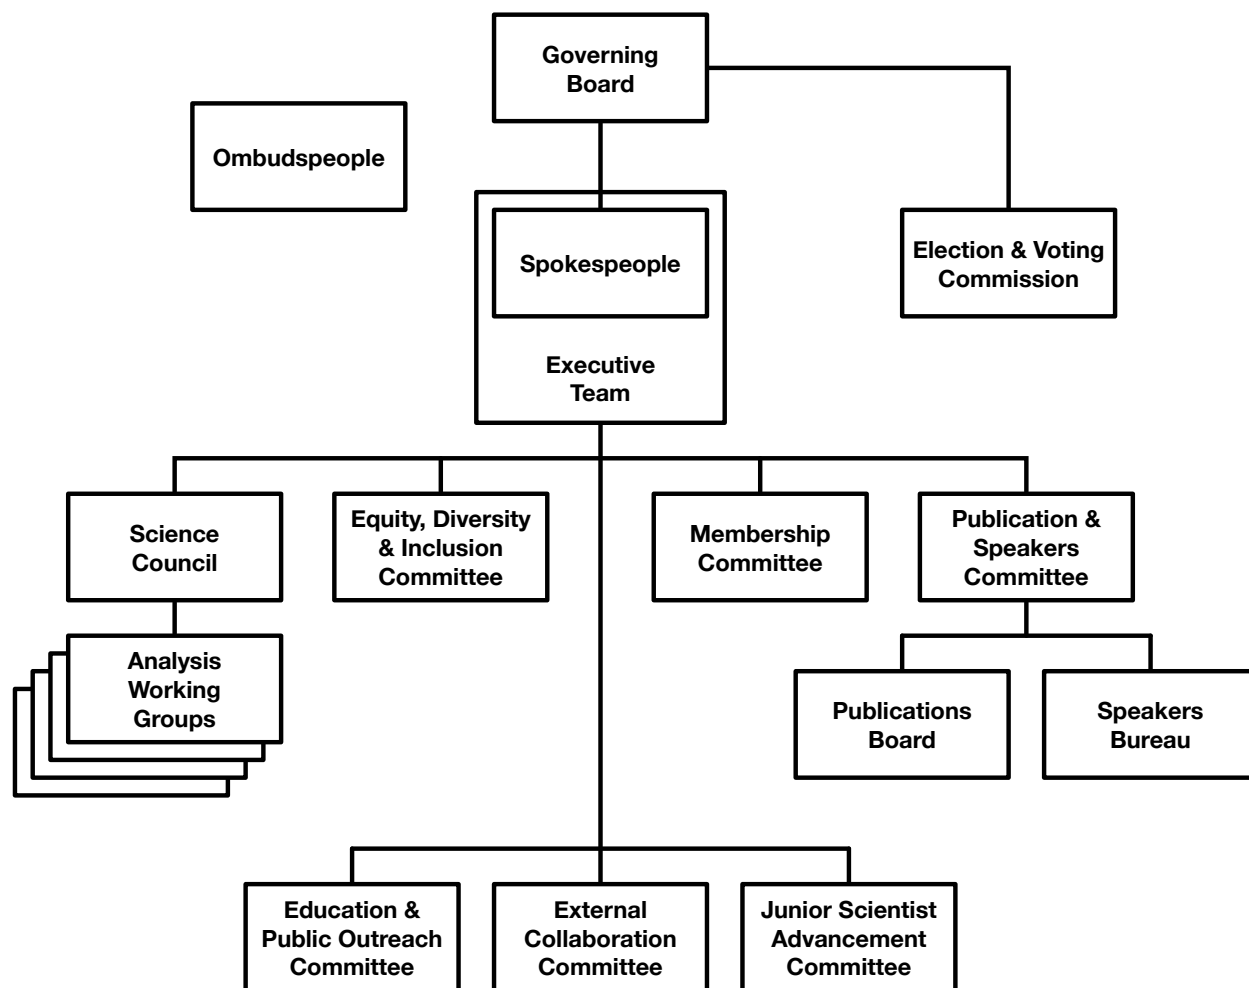 Governing
Board
Ombudspeople
Spokespeople
Election & Voting
Commission
Executive
Team
Science
Council
Equity, Diversity
& Inclusion
Committee
Membership
Committee
Publication &
Speakers
Committee
Analysis
Working
Groups
Publications
Board
Speakers
Bureau
Education &
Public Outreach
Committee
External
Collaboration
Committee
Junior Scientist
Advancement
Committee